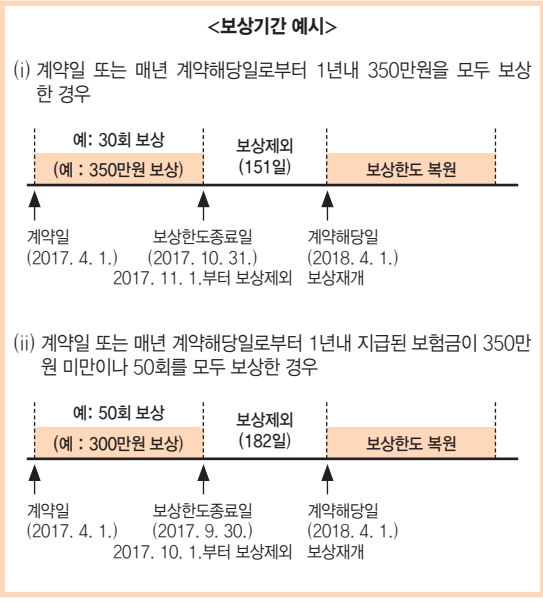 <보상기간 예시>
(i) 계약일 또는 매년 계약해당일로부터 1년내 350만원을 모두 보상
한 경우
예: 30회 보상
(예 : 350만원 보상)
보상제외
(151일)
보상한도 복원
계약일
(2017. 4. 1.)
보상한도종료일
(2017. 10. 31.)
2017. 11. 1.부터 보상제외
계약해당일
(2018. 4. 1.)
보상재개
(ii) 계약일 또는 매년 계약해당일로부터 1년내 지급된 보험금이 350만
원 미만이나 50회를 모두 보상한 경우
예: 50회 보상
(예 : 300만원 보상)
보상제외
(182일)
보상한도 복원
계약일
(2017. 4. 1.)
보상한도종료일
(2017. 9. 30.)
2017. 10. 1.부터 보상제외
계약해당일
(2018. 4. 1.)
보상재개